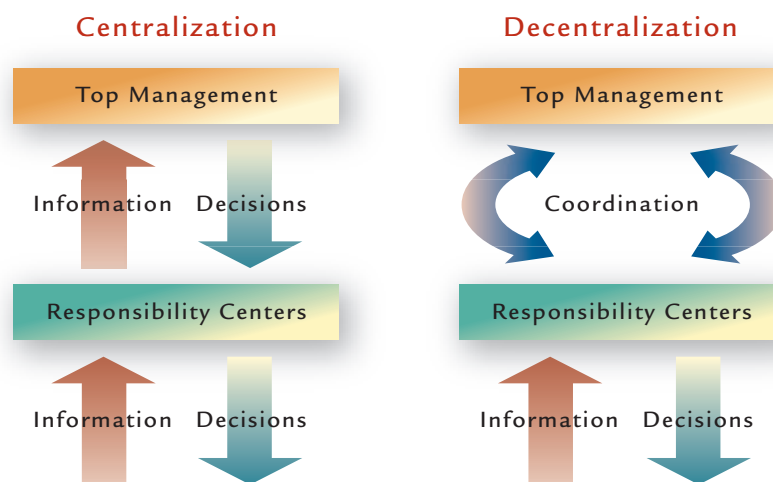 Centralization
Top Management
Information Decisions
Responsibility Centers
Information Decisions
Decentralization
Top Management
Coordination
Responsibility Centers
Information Decisions